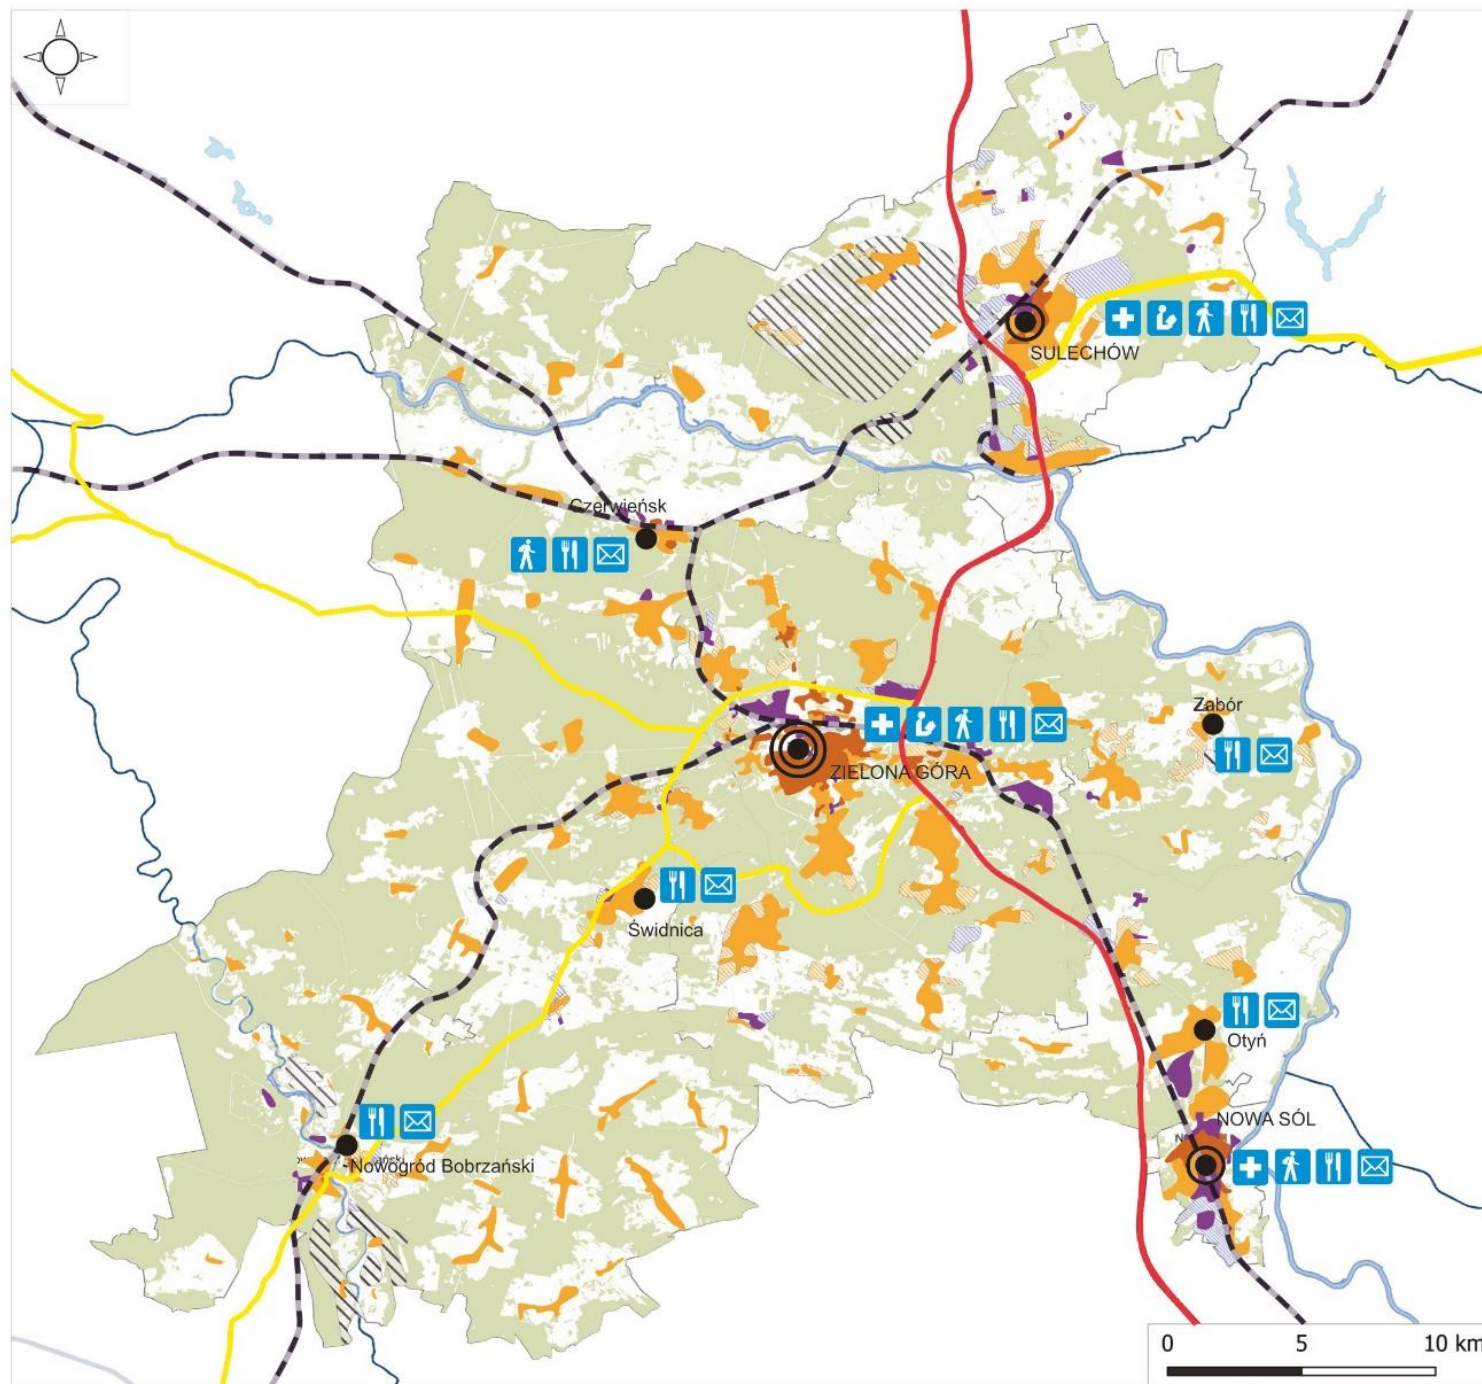 SULECHÓW
Czerwieńsk
Zabór
ZIELONA GÓRA
Świdnica
Otyń
NOWA SÓL
Nowogród Bobrzański
0 5 10 km